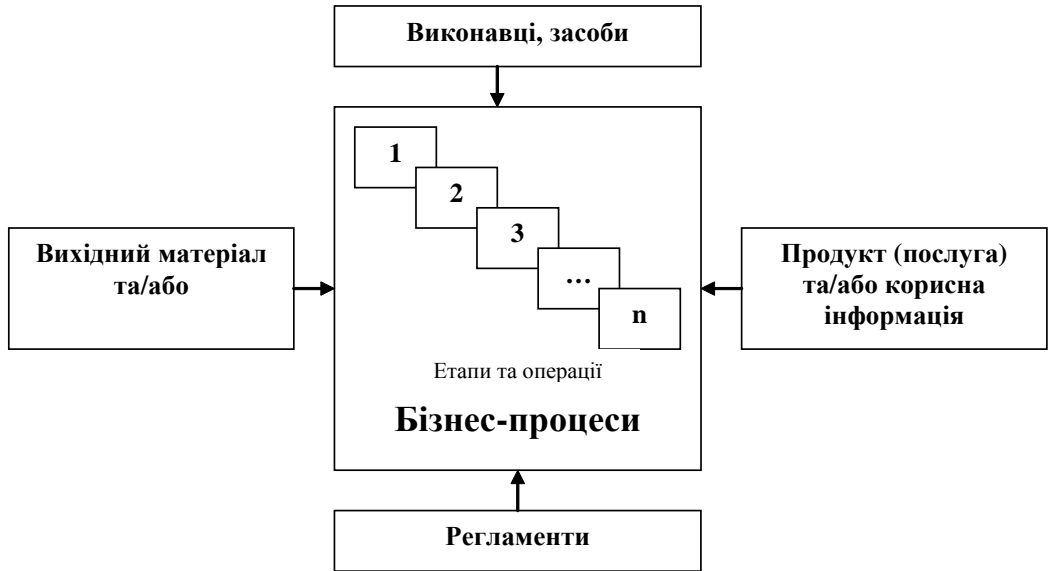 Виконавці, засоби
1
2
3
...
n
Вихідний матеріал
та/або
Продукт (послуга)
та/або корисна
інформація
Етапи та операції
Бізнес-процеси
Регламенти